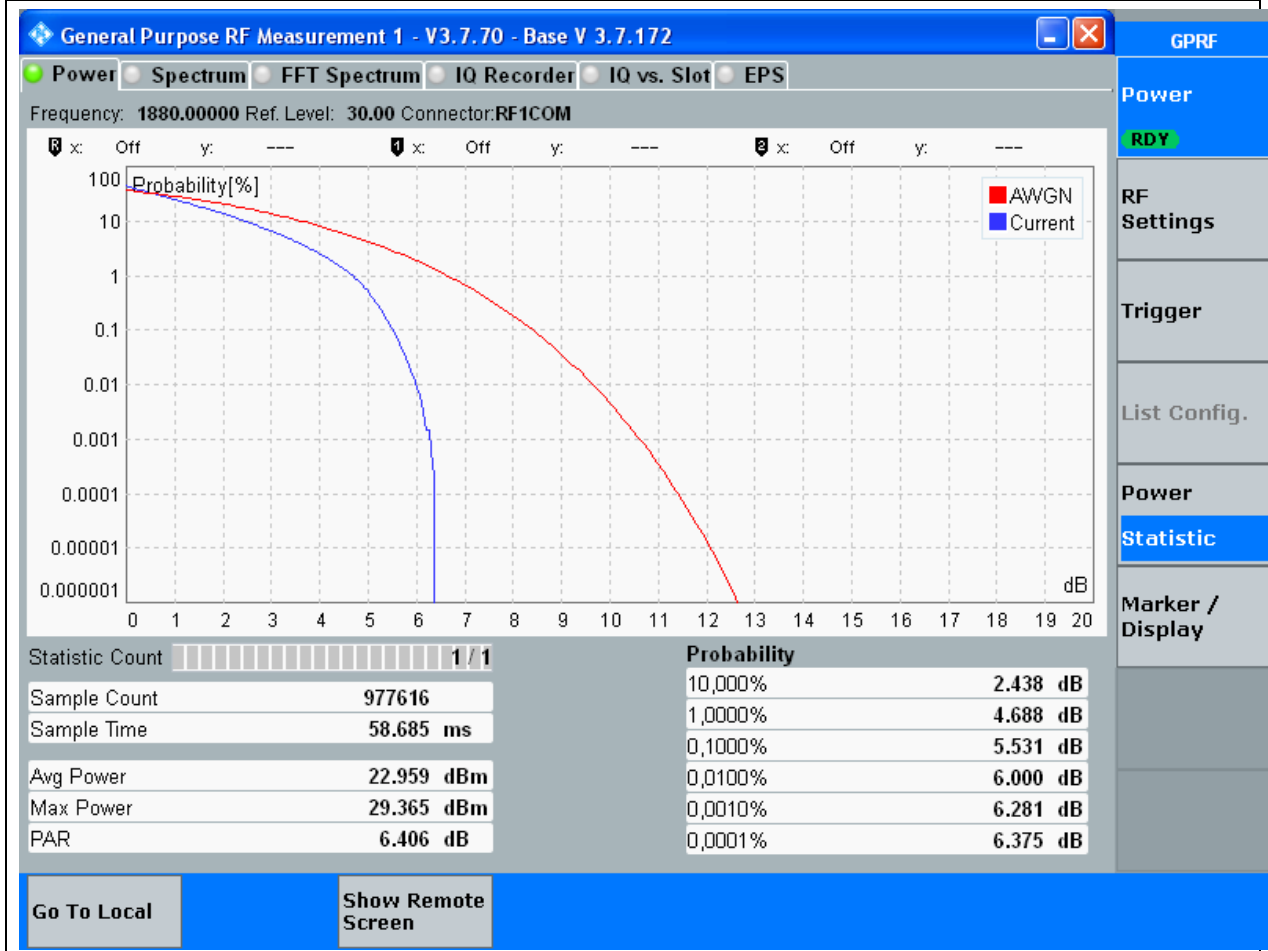 General Purpose RF Measurement 1 - V3.7.70 - Base V 3.7.172
Power Spectrum FFT Spectrum IQ Recorder IQ vs. Slot EPS
Frequency: 1880.00000 Ref. Level: 30.00 Connector:RF1COM
R x: Off y: --- 1 x: Off y: --- 2 x: Off y: ---
Probability[%]
AWGN
Current
100
10
1
0.1
0.01
0.001
0.0001
0.00001
0.000001
dB
0 1 2 3 4 5 6 7 8 9 10 11 12 13 14 15 16 17 18 19 20
Statistic Count 1 / 1
Sample Count 977616
Sample Time 58.685 ms
Avg Power 22.959 dBm
Max Power 29.365 dBm
PAR 6.406 dB
Probability
10,000% 2.438 dB
1,0000% 4.688 dB
0,1000% 5.531 dB
0,0100% 6.000 dB
0,0010% 6.281 dB
0,0001% 6.375 dB
GPRF
Power
RDY
RF
Settings
Trigger
List Config.
Power
Statistic
Marker /
Display
Go To Local
Show Remote
Screen